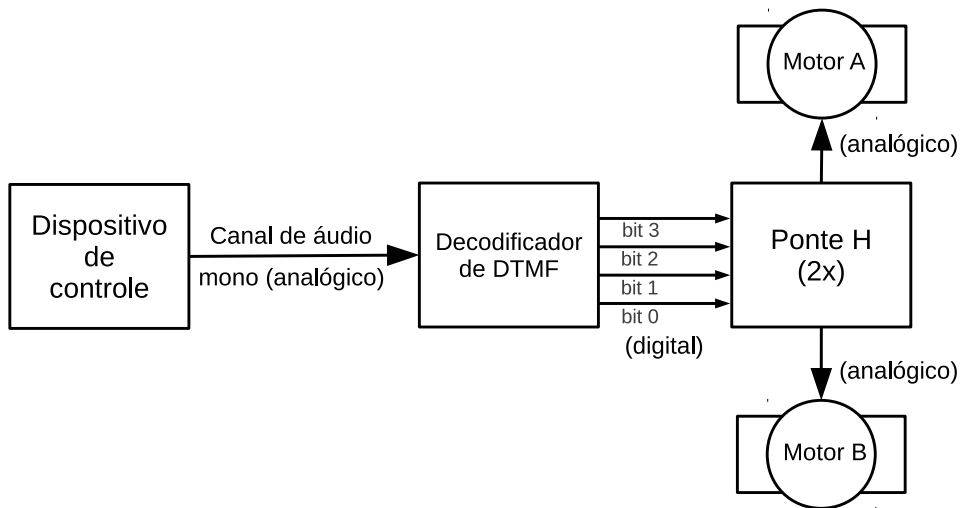 Motor A
(analógico)
Dispositivo
de
controle
Canal de áudio
mono (analógico)
Decodificador
de DTMF
bit 3
bit 2
bit 1
bit 0
(digital)
Ponte H
(2x)
(analógico)
Motor B